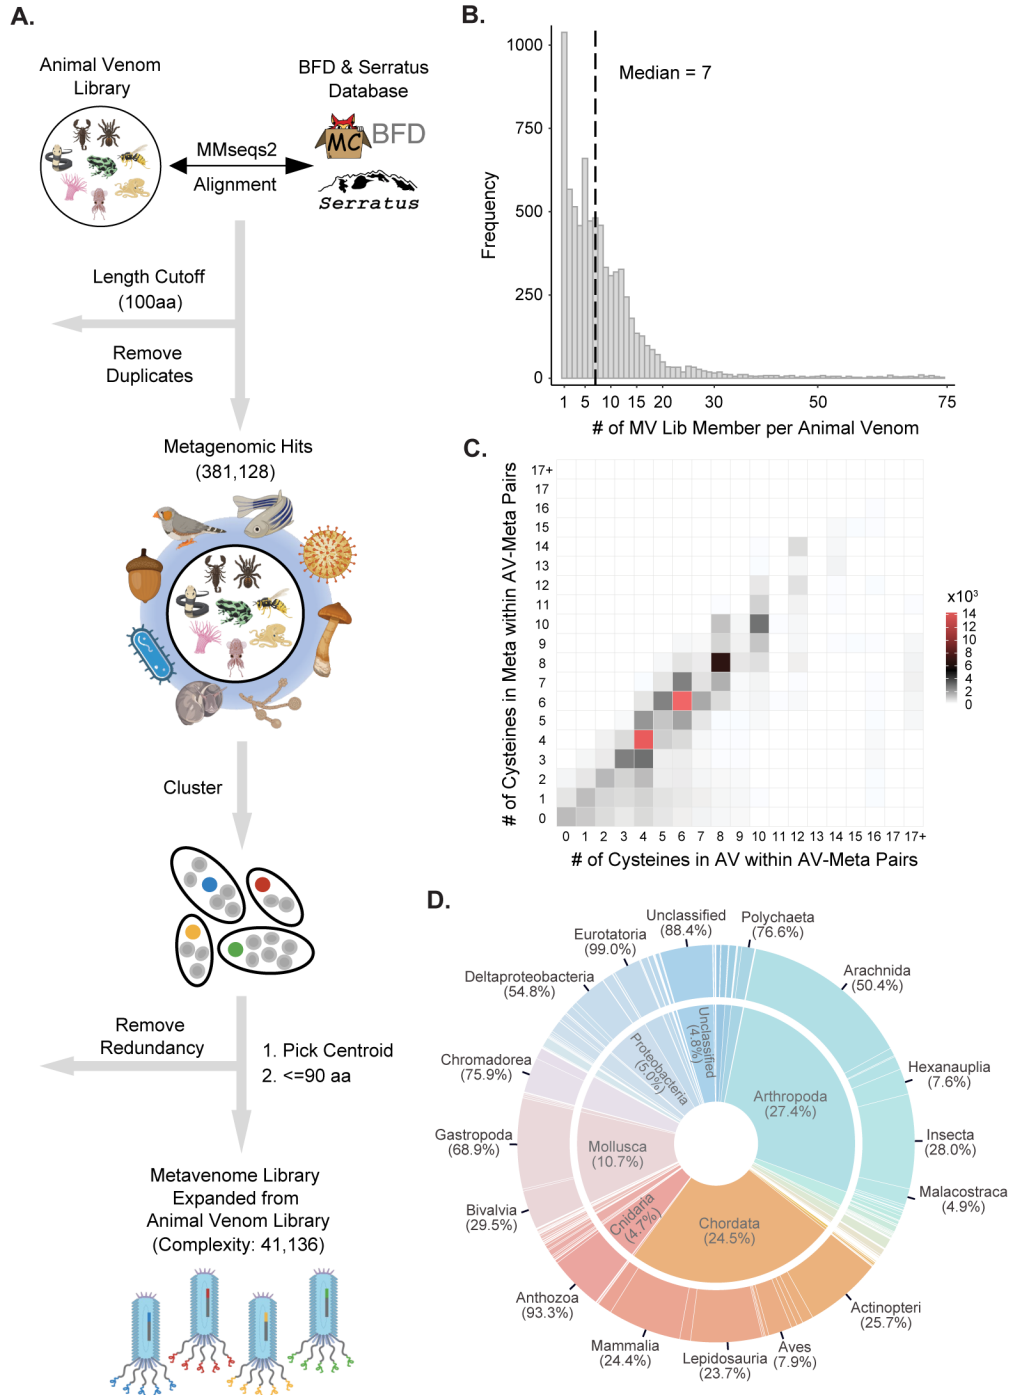 A.
Animal Venom
Library
BFD & Serratus
Database
MC
BFD
MMseqs2
Alignment
Serratus
Length Cutoff
(100aa)
Remove
Duplicates
Metagenomic Hits
(381,128)
Cluster
Remove
Redundancy
1. Pick Centroid
2. <=90 aa
Metavenome Library
Expanded from
Animal Venom Library
(Complexity: 41,136)
B.
Frequency
1000
750
500
250
0
Median = 7
1 5 10 15 20 30 50 75
# of MV Lib Member per Animal Venom
C.
# of Cysteines in Meta within AV-Meta Pairs
17+
17
16
15
14
13
12
11
10
9
8
7
6
5
4
3
2
1
0
0 1 2 3 4 5 6 7 8 9 10 11 12 13 14 15 16 17 17+
# of Cysteines in AV within AV-Meta Pairs
x10³
14
12
10
8
6
4
2
0
D.
Unclassified
(88.4%)
Polychaeta
(76.6%)
Eurotatoria
(99.0%)
Arachnida
(50.4%)
Deltaproteobacteria
(54.8%)
Unclassified
(4.8%)
Proteobacteria
(5.0%)
Chromadorea
(75.9%)
Hexanauplia
(7.6%)
Arthropoda
(27.4%)
Gastropoda
(68.9%)
Mollusca
(10.7%)
Insecta
(28.0%)
Malacostraca
(4.9%)
Bivalvia
(29.5%)
Cnidaria
(4.7%)
Chordata
(24.5%)
Anthozoa
(93.3%)
Actinopteri
(25.7%)
Mammalia
(24.4%)
Lepidosauria
(23.7%)
Aves
(7.9%)